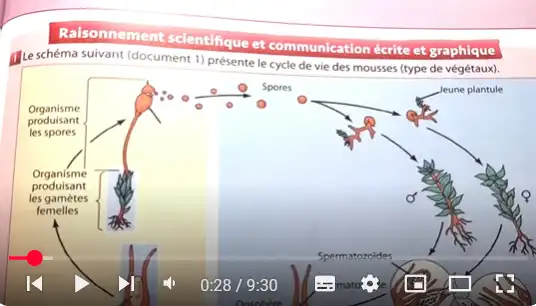 Raisonnement scientifique et communication écrite et graphique
Le schéma suivant (document 1) présente le cycle de vie des mousses (type de végétaux).
Spores
Jeune plantule
Organisme
produisant
les spores
Organisme
produisant
les gamètes
femelles
♂
♀
Spermatozoïdes
0:28 / 9:30